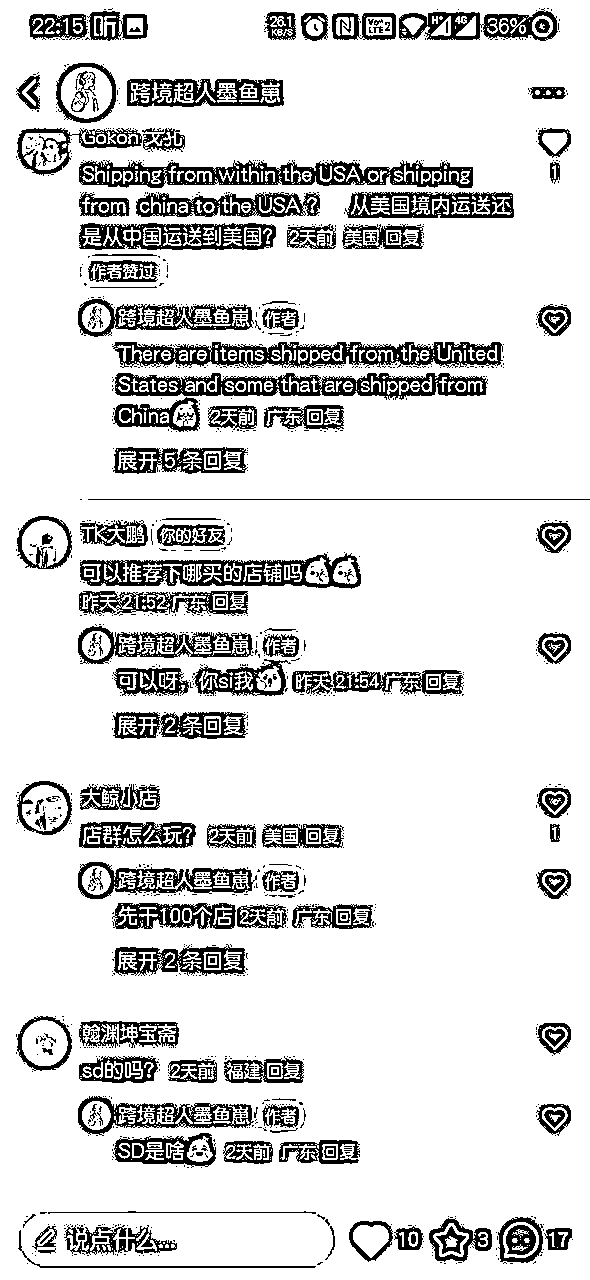 22:15 26.1 KB/S Vo LTE 2 H+ 4G 36%
跨境超人墨鱼崽
Gokon
1
Shipping from within the USA or shipping
from china to the USA？ 从美国境内运送还
是从中国运送到美国？ 2天前 美国 回复
作者赞过
跨境超人墨鱼崽 作者
There are items shipped from the United
States and some that are shipped from
China 2天前 广东 回复
展开 5 条回复
TK大鹏 你的好友
可以推荐下哪买的店铺吗
昨天 21:52 广东 回复
跨境超人墨鱼崽 作者
可以呀，你si我 昨天 21:54 广东 回复
展开 2 条回复
大鲸小店
店群怎么玩？ 2天前 美国 回复
1
跨境超人墨鱼崽 作者
先干100个店 2天前 广东 回复
展开 2 条回复
翰渊坤宝斋
sd的吗？ 2天前 福建 回复
跨境超人墨鱼崽 作者
SD是啥 2天前 广东 回复
说点什么... 10 3 17